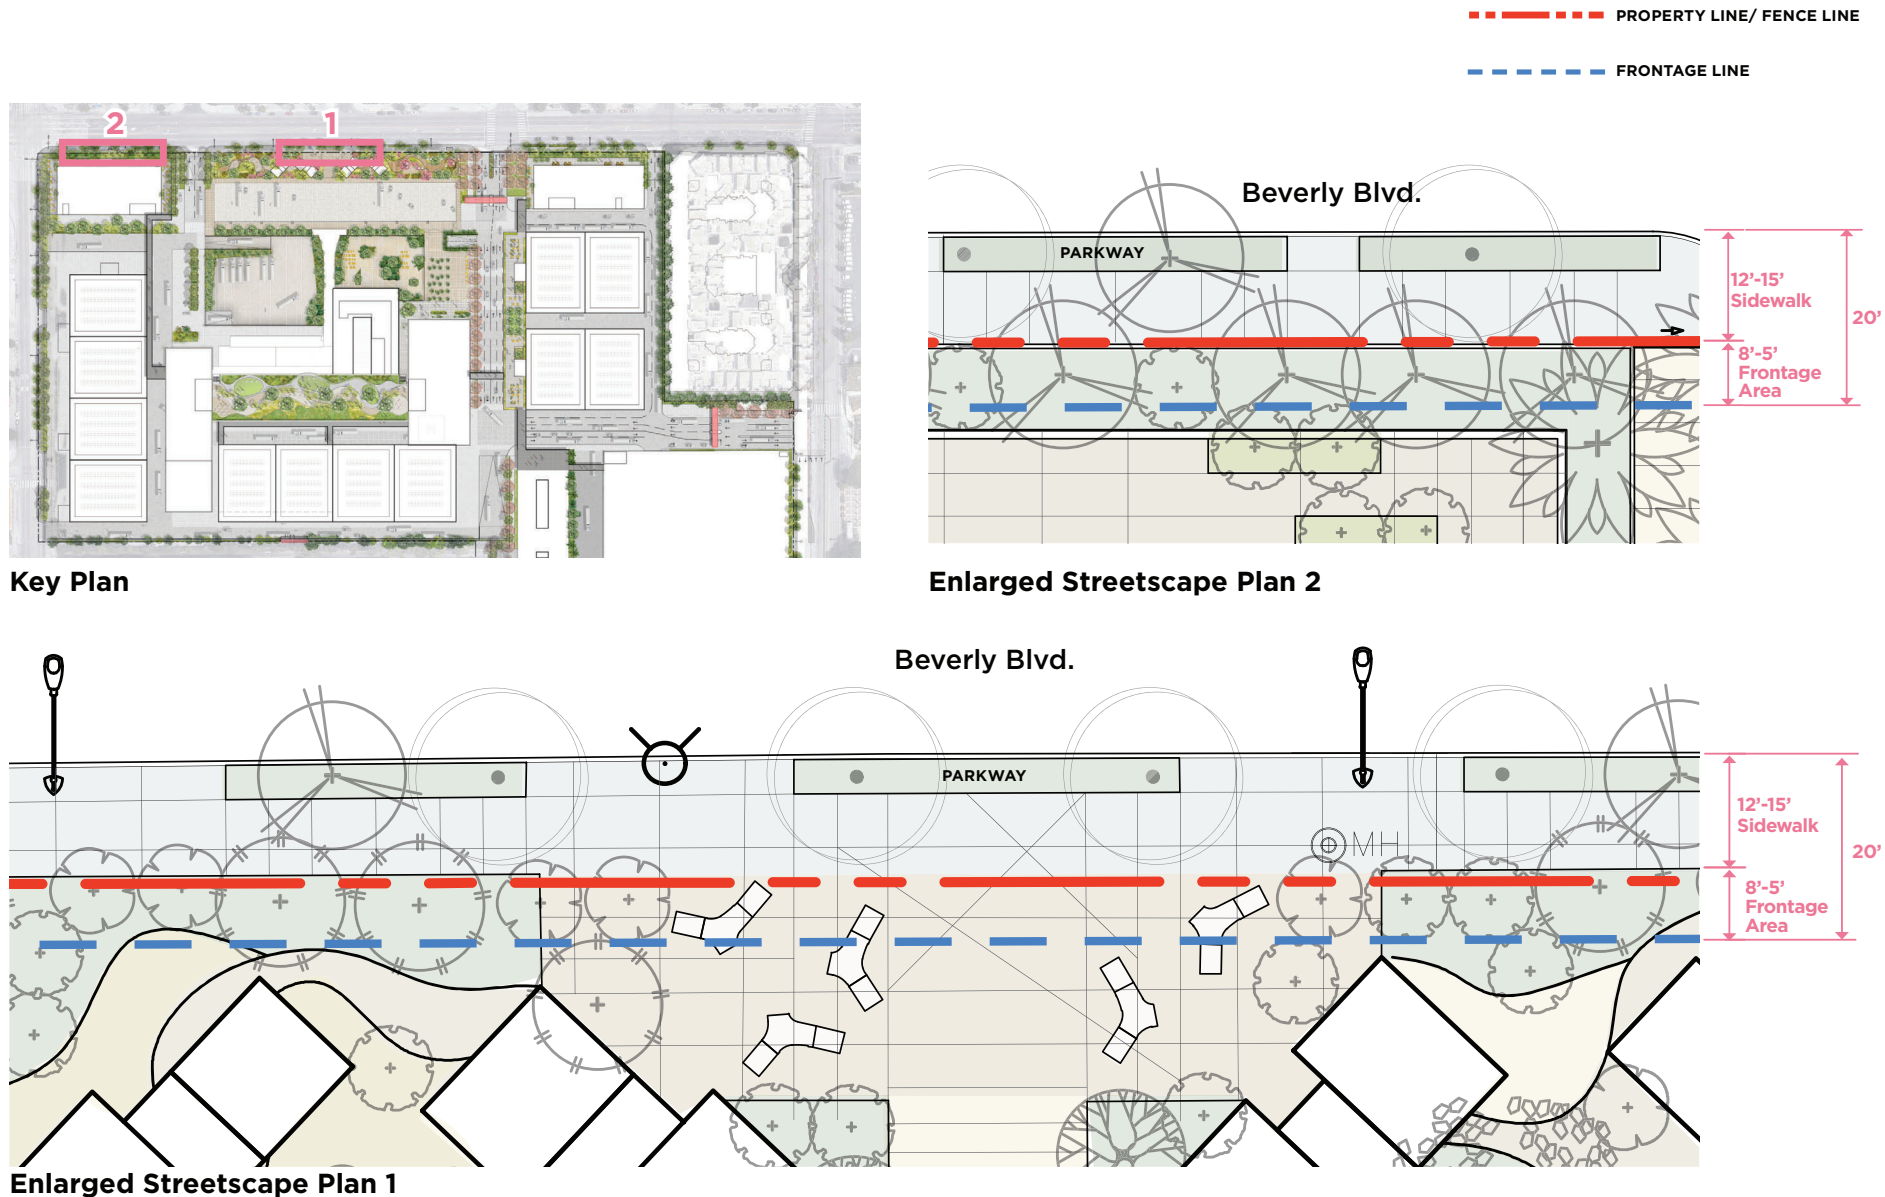 PROPERTY LINE/ FENCE LINE
FRONTAGE LINE
2
1
Key Plan
Beverly Blvd.
PARKWAY
12’-15’
Sidewalk
20’
8’-5’
Frontage
Area
Enlarged Streetscape Plan 2
Beverly Blvd.
PARKWAY
MH
12’-15’
Sidewalk
20’
8’-5’
Frontage
Area
Enlarged Streetscape Plan 1